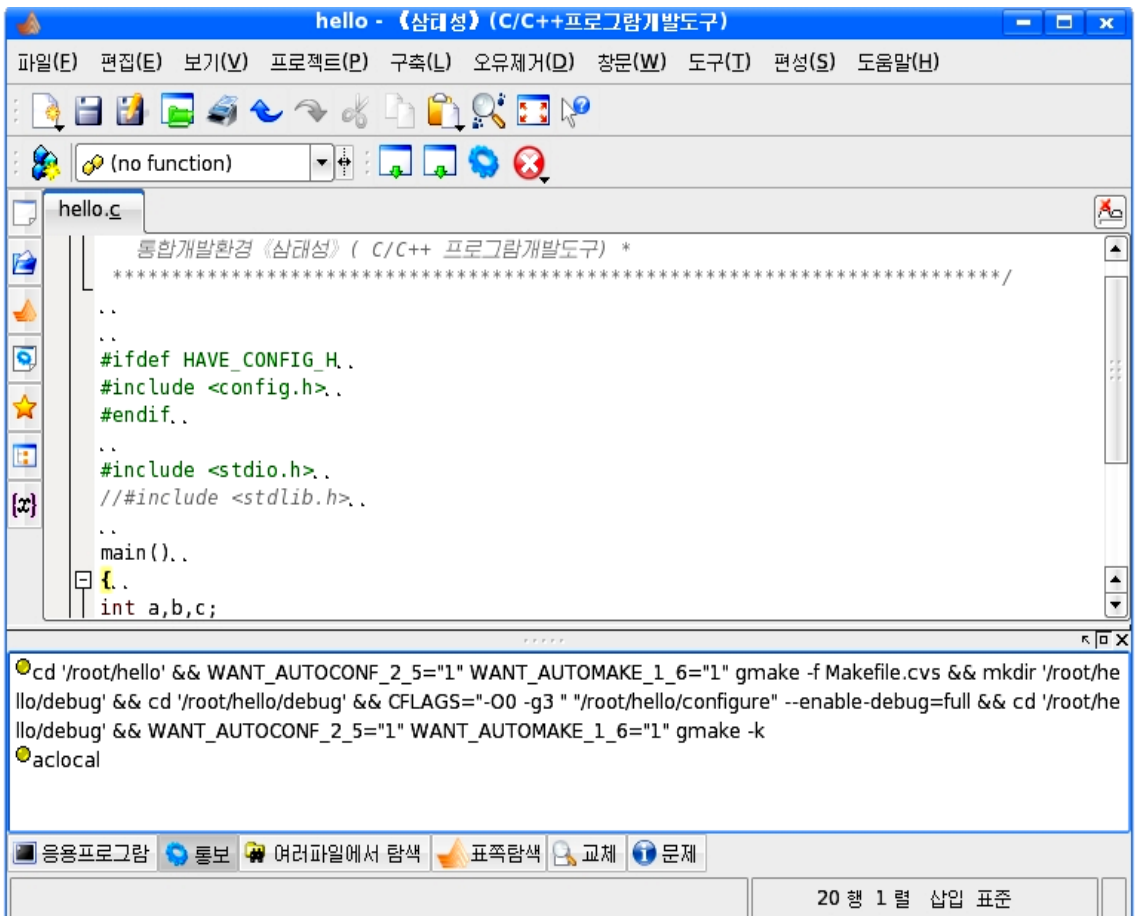 hello - 《삼태성》(C/C++프로그람개발도구)
파일(F) 편집(E) 보기(V) 프로젝트(P) 구축(L) 오유제거(D) 창문(W) 도구(T) 편성(S) 도움말(H)
(no function)
hello.c
통합개발환경《삼태성》( C/C++ 프로그람개발도구) *
***************************************************************************/
#ifdef HAVE_CONFIG_H
#include <config.h>
#endif
#include <stdio.h>
//#include <stdlib.h>
main()
{
int a,b,c;
cd '/root/hello' && WANT_AUTOCONF_2_5="1" WANT_AUTOMAKE_1_6="1" gmake -f Makefile.cvs && mkdir '/root/he
llo/debug' && cd '/root/hello/debug' && CFLAGS="-O0 -g3 " "/root/hello/configure" --enable-debug=full && cd '/root/he
llo/debug' && WANT_AUTOCONF_2_5="1" WANT_AUTOMAKE_1_6="1" gmake -k
aclocal
응용프로그람 통보 여러파일에서 탐색 표쪽탐색 교체 문제
20 행 1 렬 삽입 표준